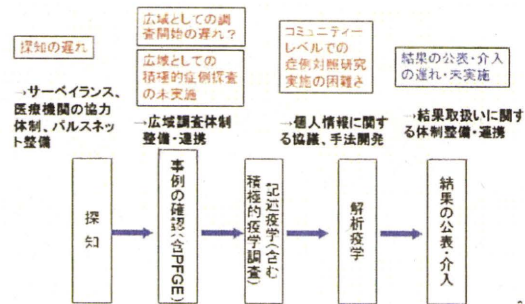 探知の遅れ
→サーベイランス、
医療機関の協力
体制、パルスネッ
ト整備
広域としての調
査開始の遅れ?
広域としての
積極的症例探査
の未実施
→広域調査体制
整備・連携
コミュニティー
レベルでの
症例対照研究
実施の困難さ
→個人情報に関す
る協議、手法開発
結果の公表・介入
の遅れ・未実施
→結果取扱いに関す
る体制整備・連携
探知
事例の確認(含PFGE)
記述疫学(含む
積極的疫学調査)
解析疫学
結果の公表・介入